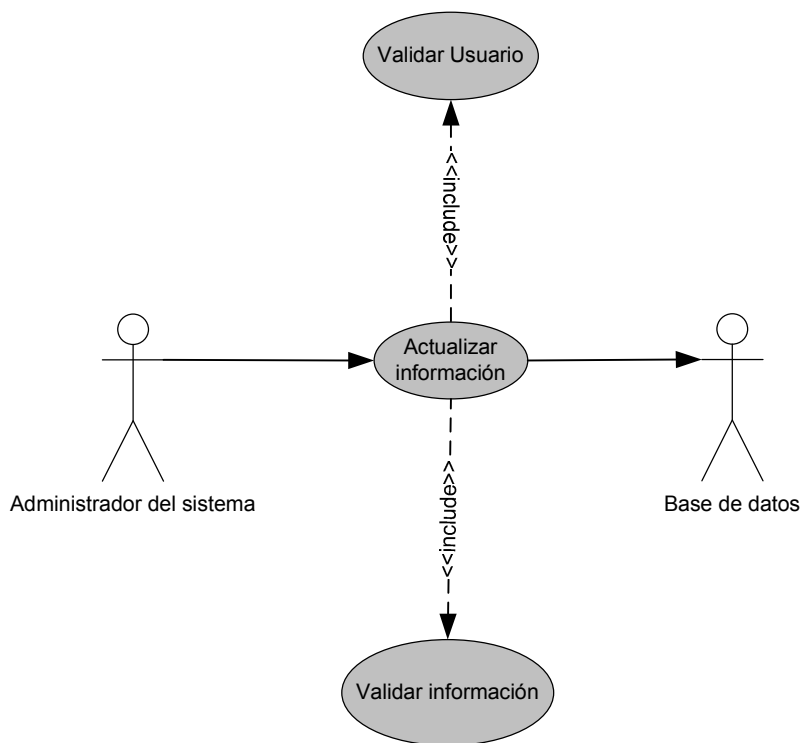 Validar Usuario
<<include>>
Actualizar
información
Administrador del sistema
Base de datos
<<include>>
Validar información